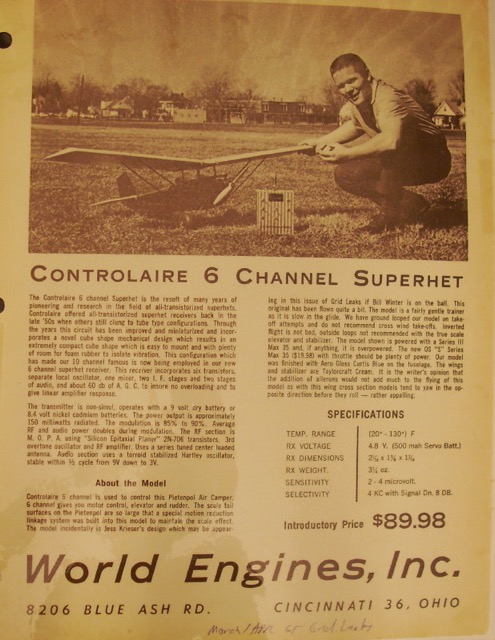 CONTROLAIRE 6 CHANNEL SUPERHET
The Controlaire 6 channel Superhet is the result of many years of
pioneering and research in the field of all-transistorized superhets.
Controlaire offered all-transistorized superhet receivers back in the
late '50s when others still clung to tube type configurations. Through
the years this circuit has been improved and miniaturized and incor-
porates a novel cube shape mechanical design which results in an
extremely compact cube shape which is easy to mount and with plenty
of room for foam rubber to isolate vibration. This configuration which
has made our 10 channel famous is now being employed in our new
6 channel superhet receiver. This receiver incorporates six transistors,
separate local oscillator, one mixer, two I. F. stages and two stages
of audio, and about 60 db of A. G. C. to insure no overloading and to
give linear amplifier response.
The transmitter is non-simul, operates with a 9 volt dry battery or
8.4 volt nickel cadmium batteries. The power output is approximately
150 milliwatts radiated. The modulation is 85% to 90%. Average
RF and audio power doubles during modulation. The RF section is
M. O. P. A. using "Silicon Epitaxial Planar" 2N-706 transistors. 3rd
overtone oscillator and RF amplifier. Uses a series tuned center loaded
antenna. Audio section uses a torroid stabilized Hartley oscillator,
stable within ½ cycle from 9V down to 3V.
About the Model
Controlaire 6 channel is used to control this Pietenpol Air Camper.
6 channel gives you motor control, elevator and rudder. The scale tail
surfaces on the Pietenpol are so large that a special motion reduction
linkage system was built into this model to maintain the scale effect.
The model incidentally is Jess Krieser's design which may be appear-
ing in this issue of Grid Leaks if Bill Winter is on the ball. This
original has been flown quite a bit. The model is a fairly gentle trainer
as it is slow in the glide. We have ground looped our model on take-
off attempts and do not recommend cross wind take-offs. Inverted
flight is not bad, outside loops not recommended with the true scale
elevator and stabilizer. The model shown is powered with a Series III
Max 35 and, if anything, it is overpowered. The new OS "S" Series
Max 35 ($19.98) with throttle should be plenty of power. Our model
was finished with Aero Gloss Curtis Blue on the fuselage. The wings
and stabilizer are Taylorcraft Cream. It is the writer's opinion that
the addition of ailerons would not add much to the flying of this
model as with this wing cross section models tend to yaw in the op-
posite direction before they roll — rather appalling.
SPECIFICATIONS
TEMP. RANGE (20° - 130°) F
RX VOLTAGE 4.8 V. (500 mah Servo Batt.)
RX DIMENSIONS
RX WEIGHT. 3½ oz.
SENSITIVITY 2 - 4 microvolt.
SELECTIVITY 4 KC with Signal Dn. 8 DB.
Introductory Price $89.98
World Engines, Inc.
8206 BLUE ASH RD. CINCINNATI 36, OHIO
March/Apr Grid Leaks